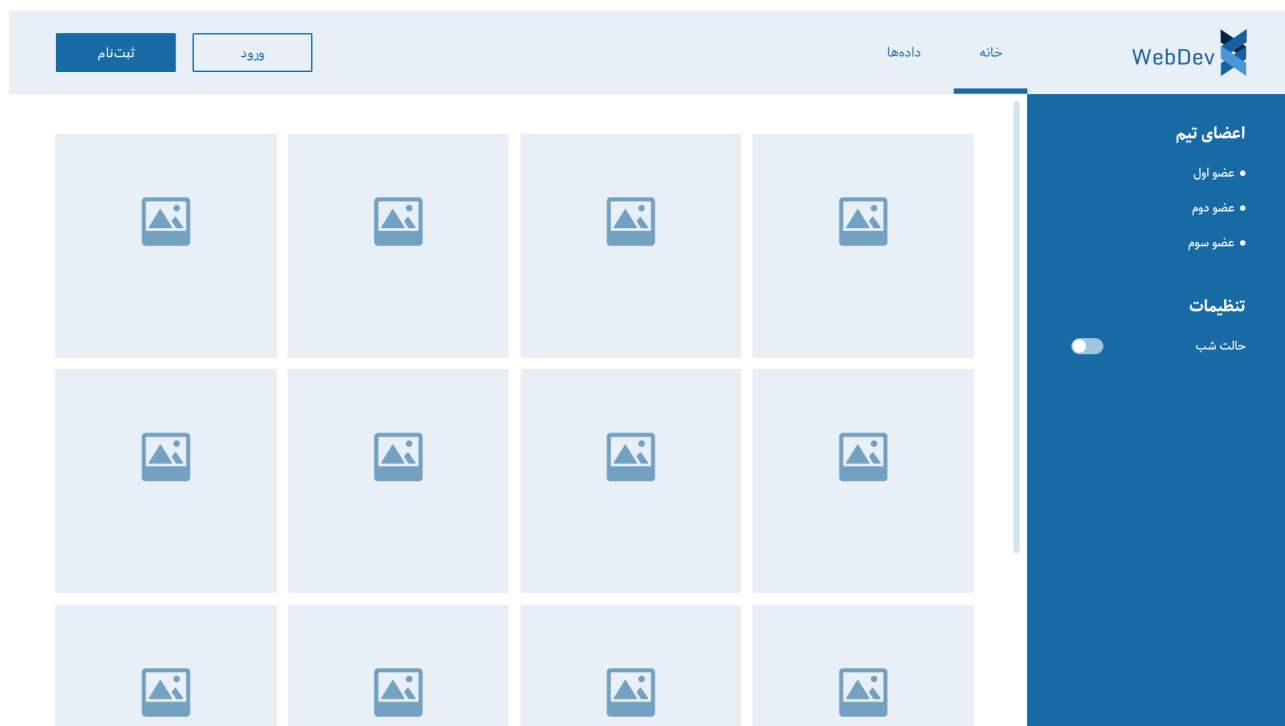 WebDev
خانه
داده‌ها
ورود
ثبت‌نام
اعضای تیم
عضو اول
عضو دوم
عضو سوم
تنظیمات
حالت شب